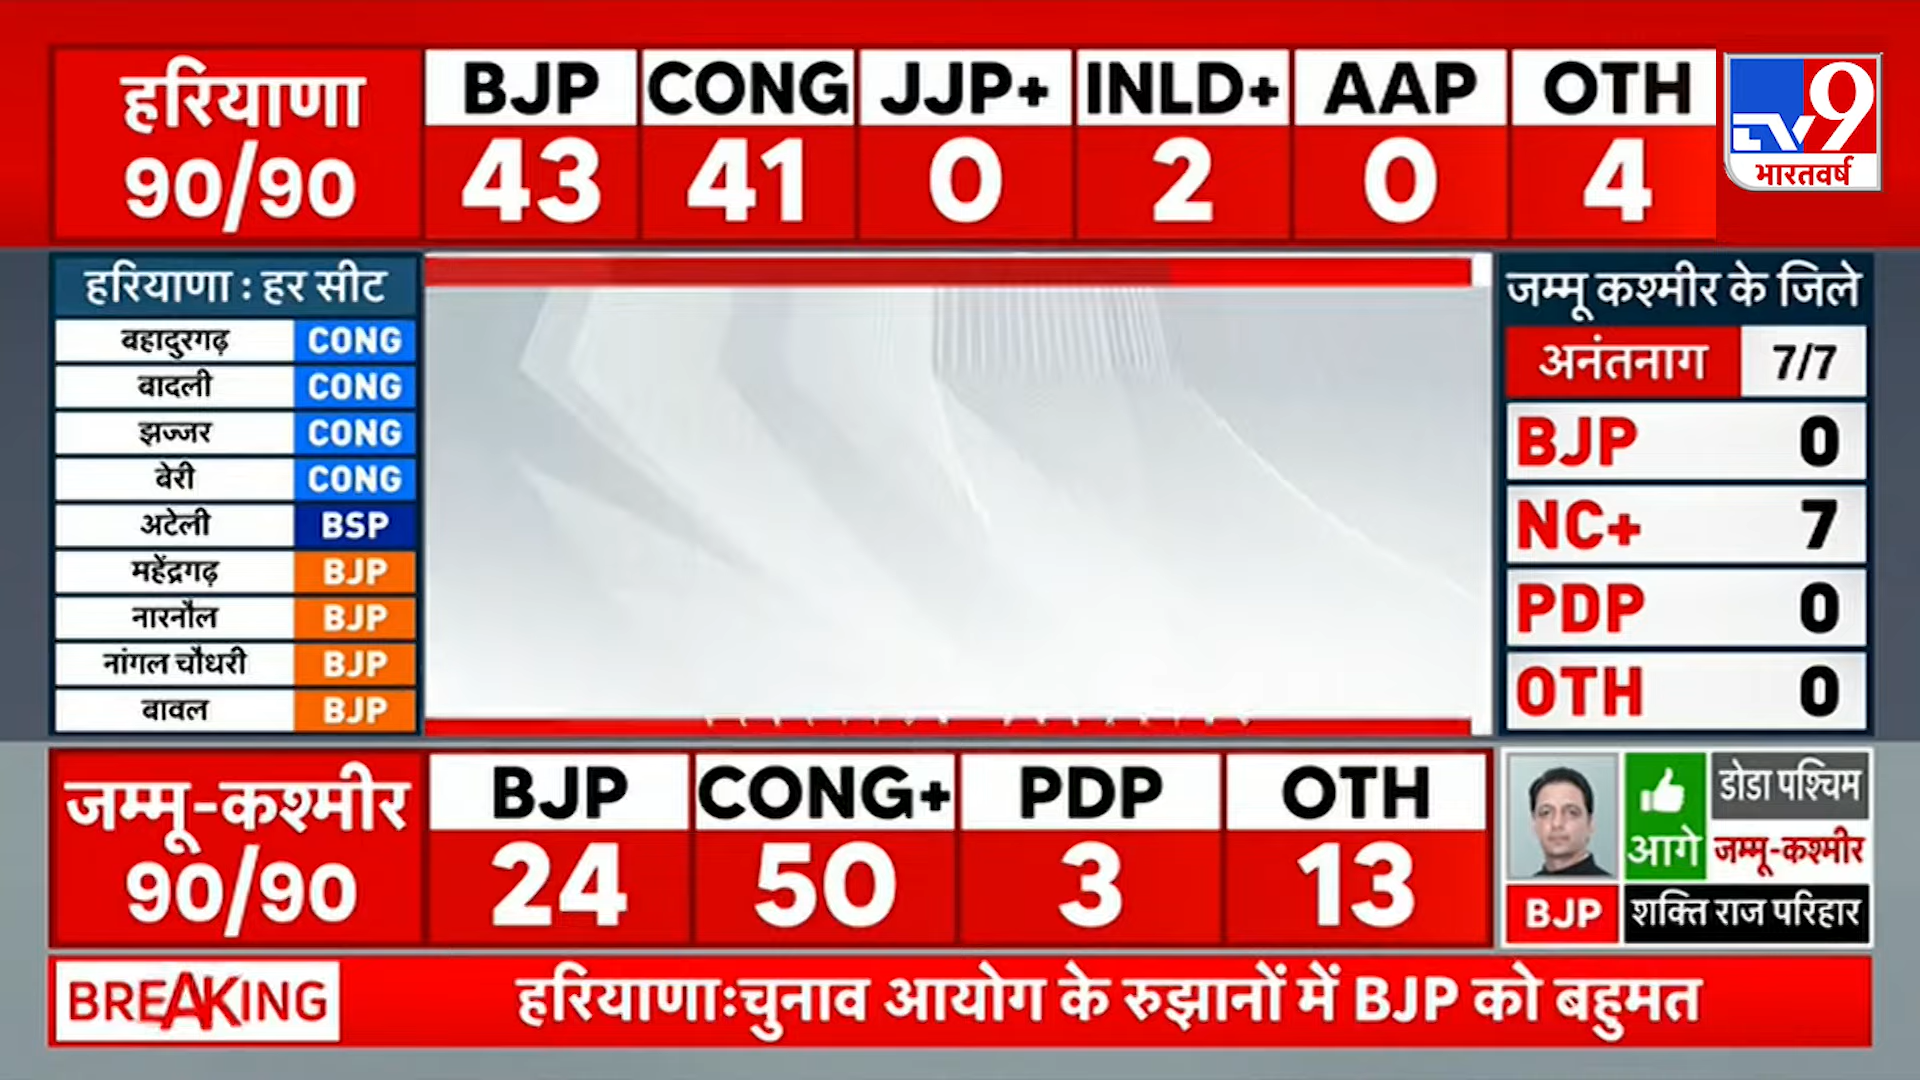 हरियाणा
90/90
BJP CONG JJP+ INLD+ AAP OTH
43 41 0 2 0 4
TV9
भारतवर्ष
हरियाणा : हर सीट
बहादुरगढ़ CONG
बादली CONG
झज्जर CONG
बेरी CONG
अटेली BSP
महेंद्रगढ़ BJP
नारनौल BJP
नांगल चौधरी BJP
बावल BJP
जम्मू कश्मीर के जिले
अनंतनाग 7/7
BJP 0
NC+ 7
PDP 0
OTH 0
जम्मू-कश्मीर
90/90
BJP CONG+ PDP OTH
24 50 3 13
आगे
डोडा पश्चिम
जम्मू-कश्मीर
BJP शक्ति राज परिहार
BREAKING हरियाणा:चुनाव आयोग के रुझानों में BJP को बहुमत